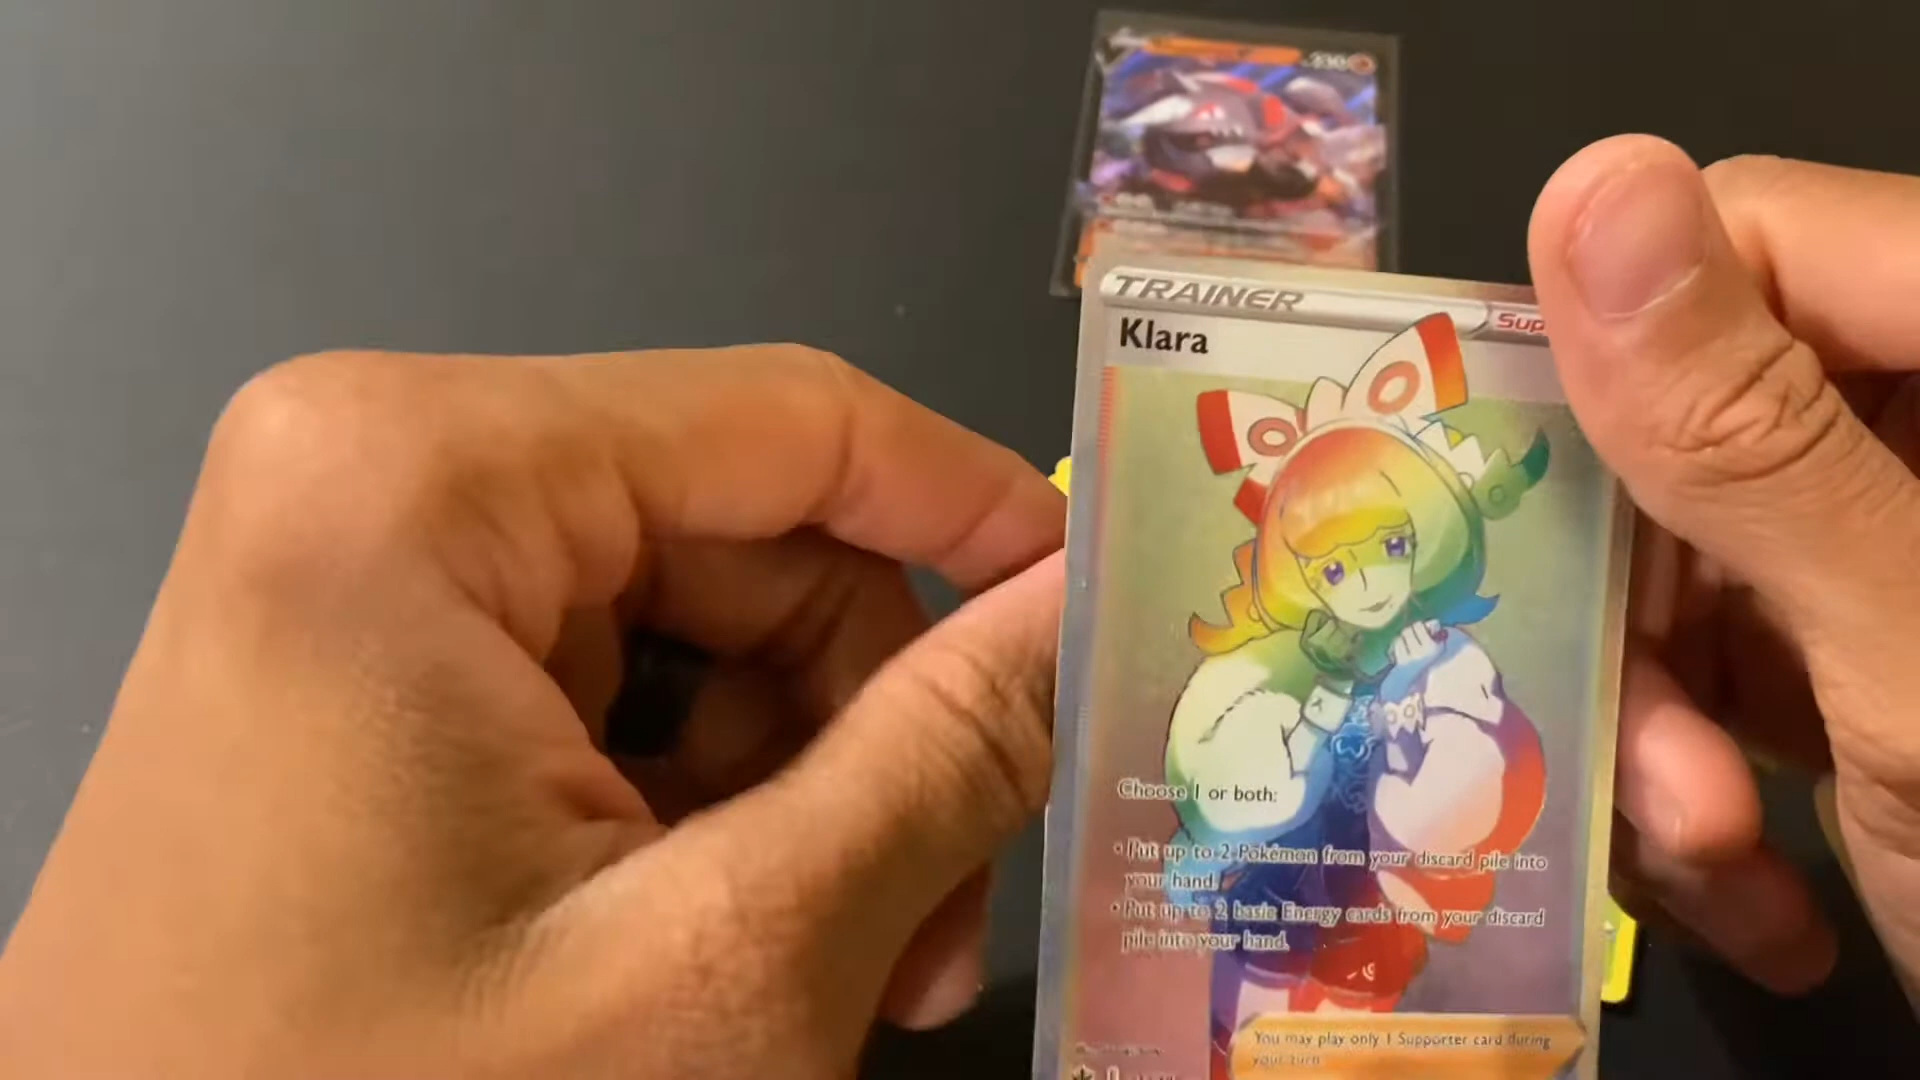 230
TRAINER
Sup
Klara
Choose 1 or both:
• Put up to 2 Pokémon from your discard pile into
your hand.
• Put up to 2 basic Energy cards from your discard
pile into your hand.
You may play only 1 Supporter card during
your turn